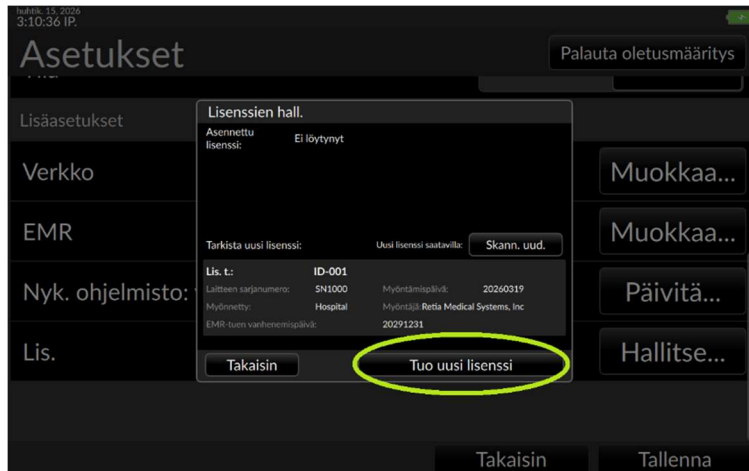 huhtik. 15, 2026
3:10:36 IP.
Asetukset
Palauta oletusmääritys
Lisäasetukset
Lisenssien hall.
Asennettu lisenssi:
Ei löytynyt
Verkko
Muokkaa...
EMR
Muokkaa...
Tarkista uusi lisenssi:
Uusi lisenssi saatavilla:
Skann. uud.
Lis. t.: ID-001
Laitteen sarjanumero: SN1000 Myöntämispäivä: 20260319
Myönnetty: Hospital Myöntäjä: Retia Medical Systems, Inc
EMR-tuen vanhenemispäivä: 20291231
Nyk. ohjelmisto:
Päivitä...
Lis.
Hallitse...
Takaisin
Tuo uusi lisenssi
Takaisin
Tallenna